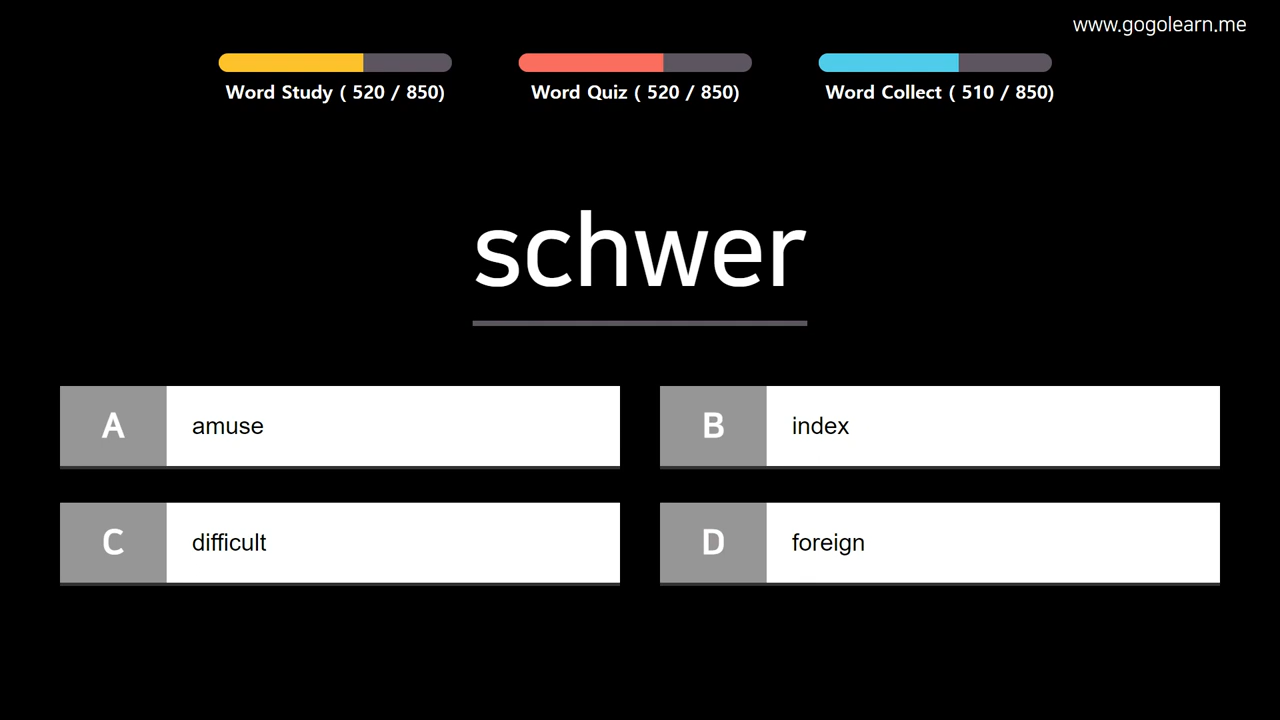 www.gogolearn.me
Word Study ( 520 / 850)
Word Quiz ( 520 / 850)
Word Collect ( 510 / 850)
schwer
A amuse
B index
C difficult
D foreign